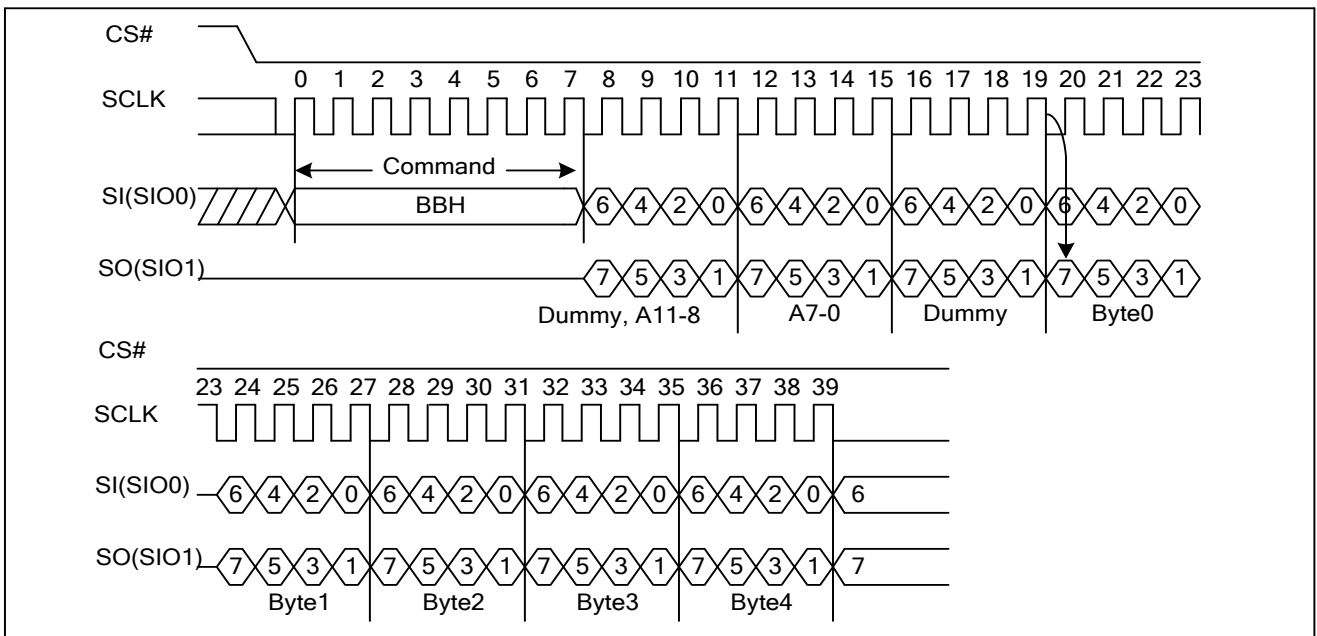 CS#
0 1 2 3 4 5 6 7 8 9 10 11 12 13 14 15 16 17 18 19 20 21 22 23
SCLK
Command
SI(SIO0) BBH 6 4 2 0 6 4 2 0 6 4 2 0 6 4 2 0
SO(SIO1) 7 5 3 1 7 5 3 1 7 5 3 1 7 5 3 1
Dummy, A11-8 A7-0 Dummy Byte0
CS#
23 24 25 26 27 28 29 30 31 32 33 34 35 36 37 38 39
SCLK
SI(SIO0) 6 4 2 0 6 4 2 0 6 4 2 0 6 4 2 0 6
SO(SIO1) 7 5 3 1 7 5 3 1 7 5 3 1 7 5 3 1 7
Byte1 Byte2 Byte3 Byte4